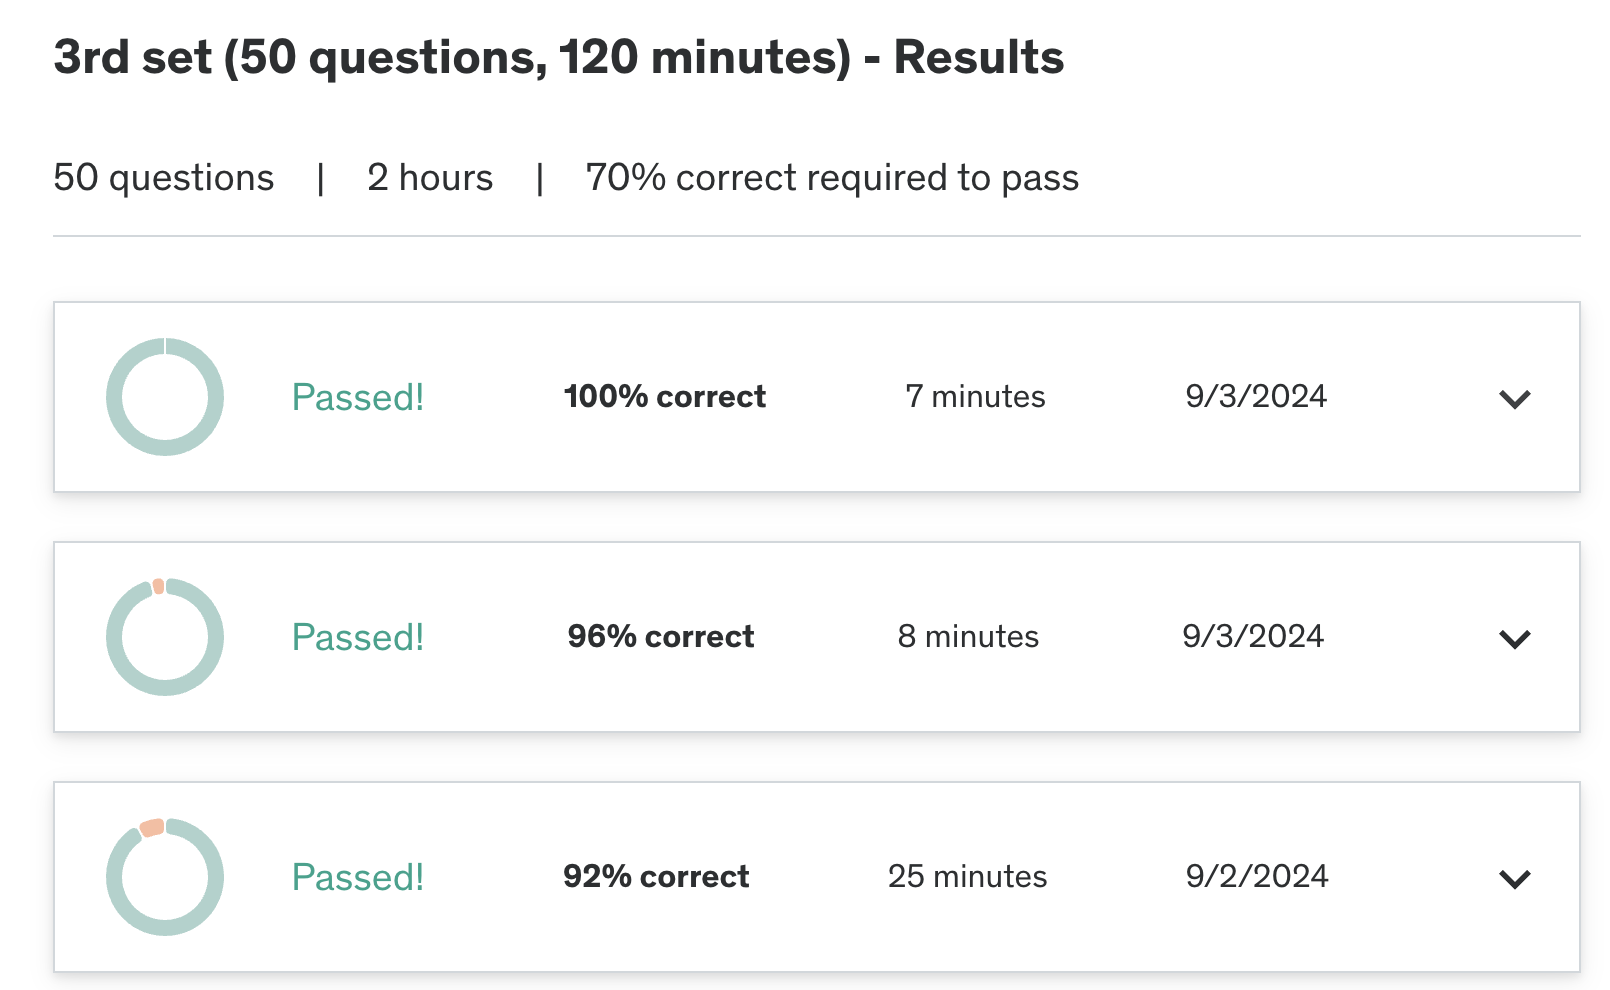 3rd set (50 questions, 120 minutes) - Results
50 questions | 2 hours | 70% correct required to pass
Passed! 100% correct 7 minutes 9/3/2024
Passed! 96% correct 8 minutes 9/3/2024
Passed! 92% correct 25 minutes 9/2/2024